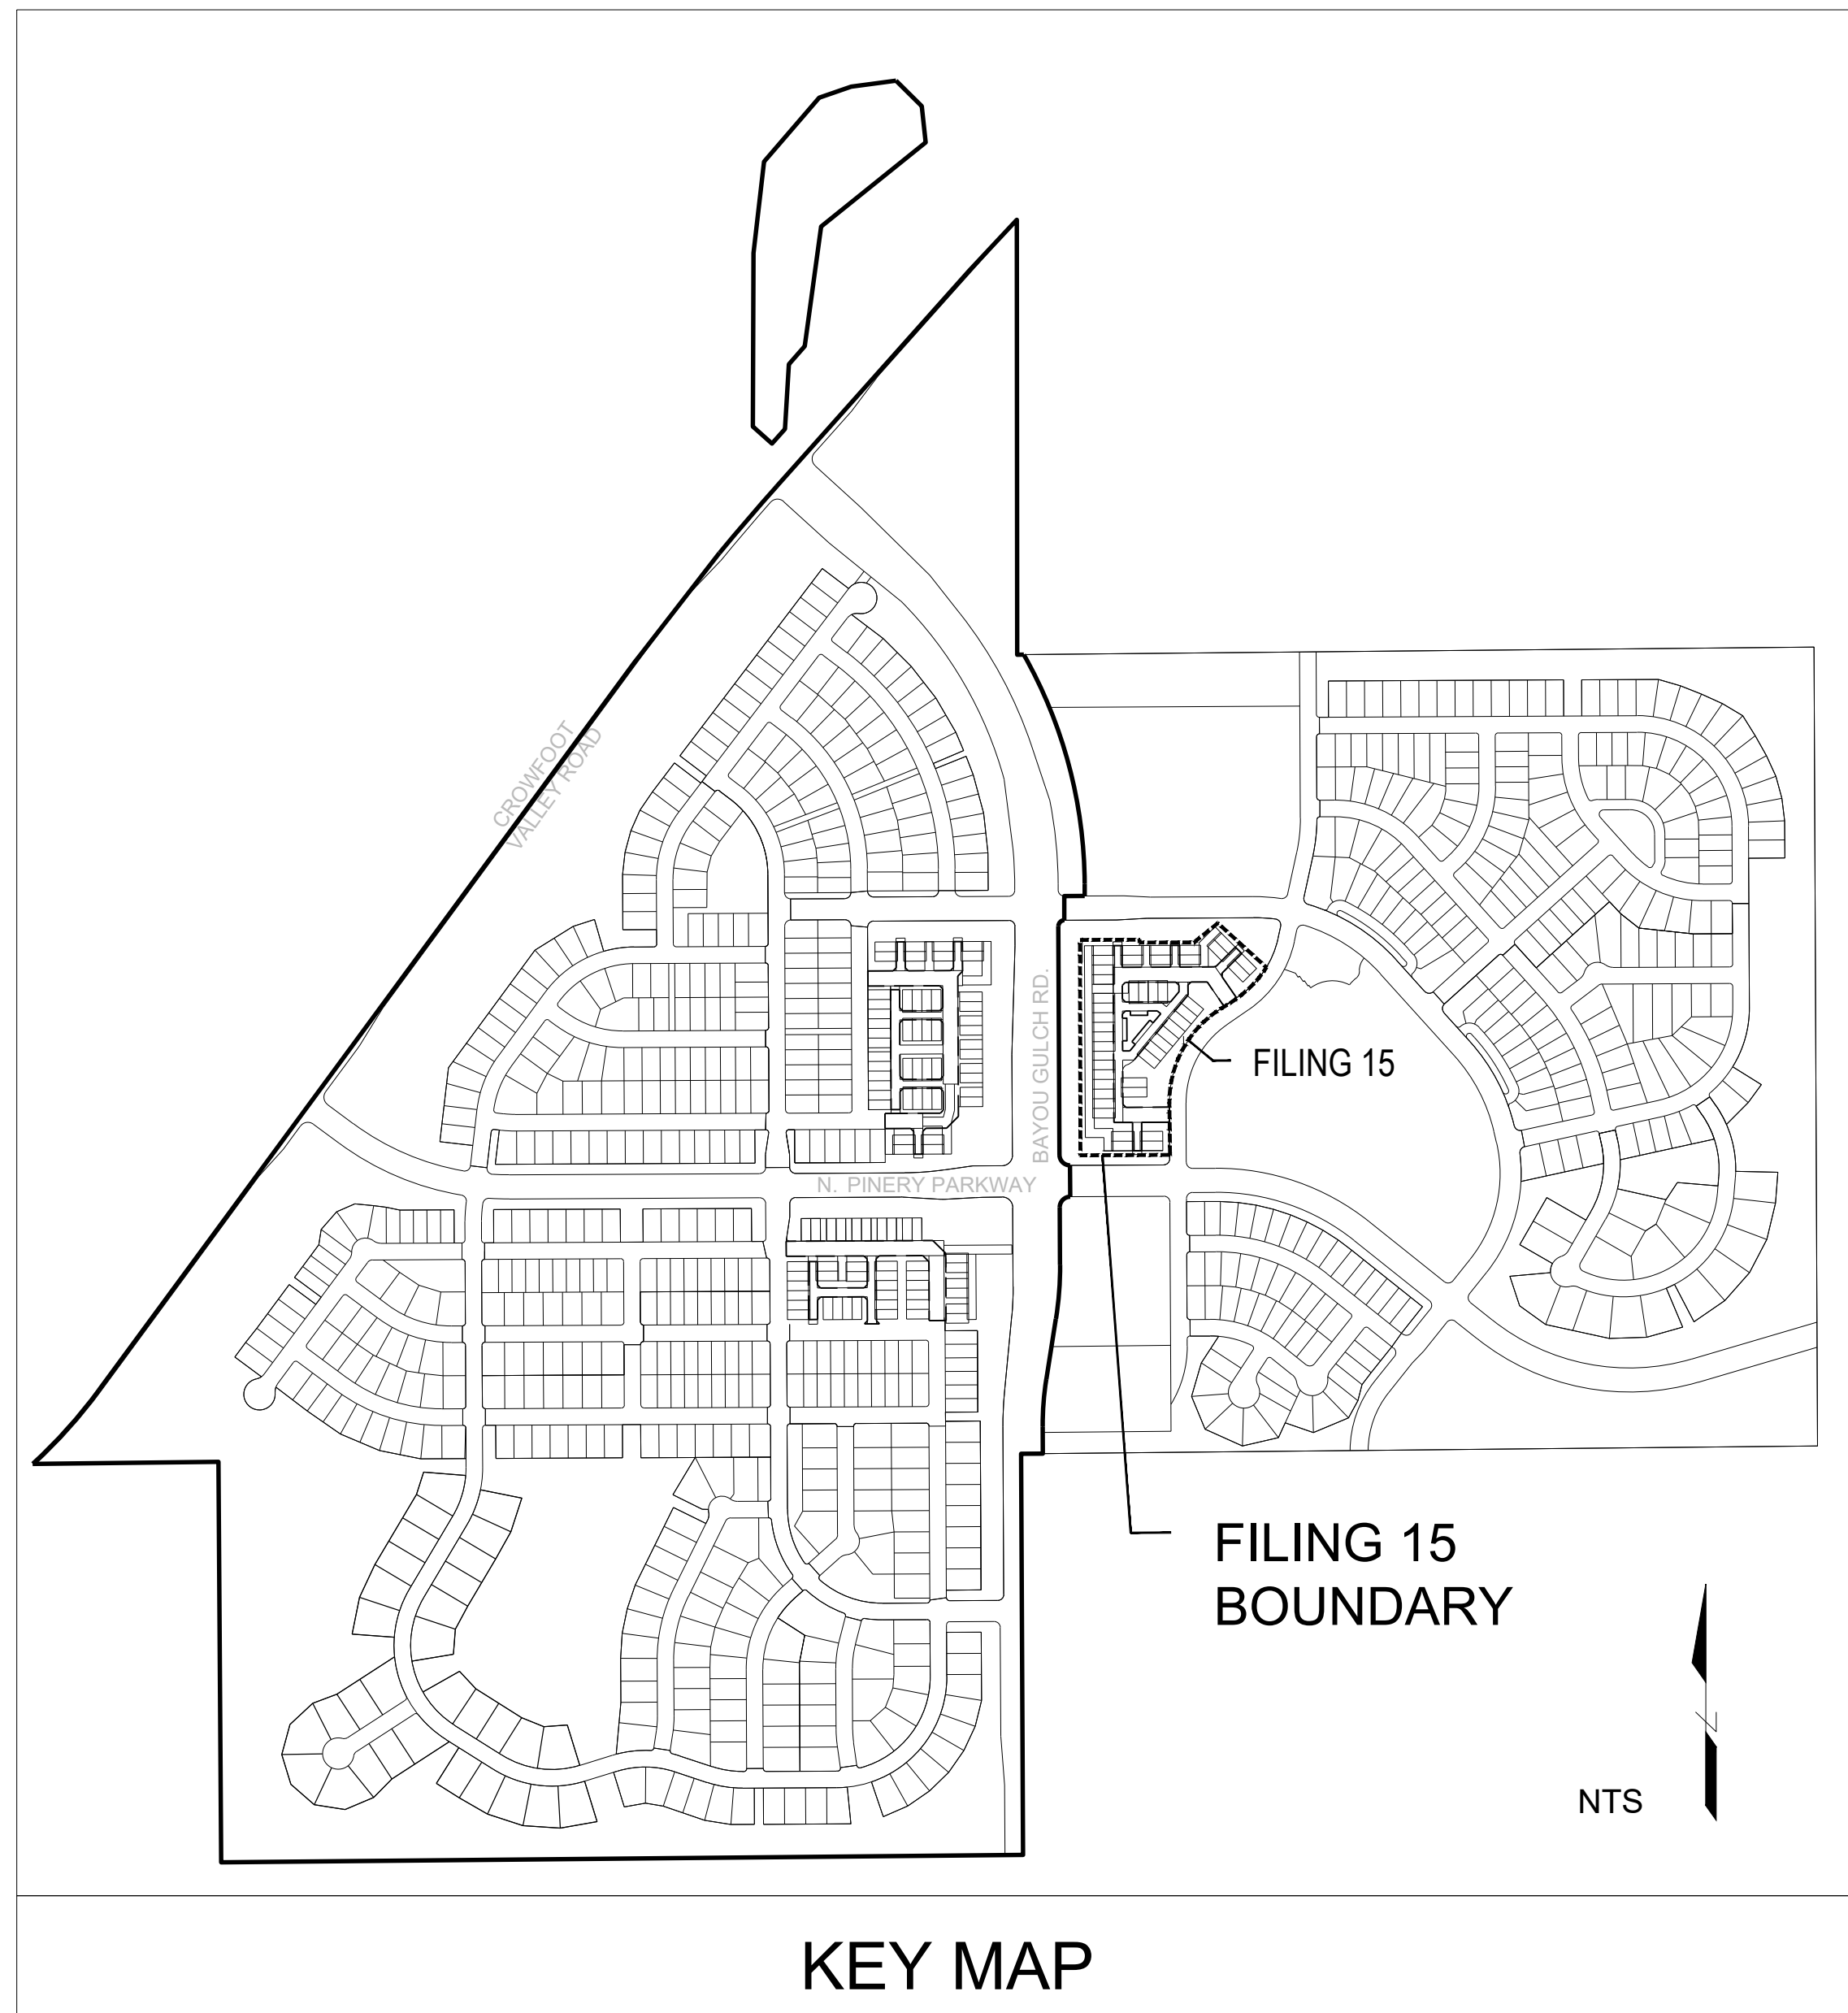 CROWFOOT
VALLEY ROAD
BAYOU GULCH RD.
FILING 15
N. PINERY PARKWAY
FILING 15
BOUNDARY
Z
NTS
KEY MAP